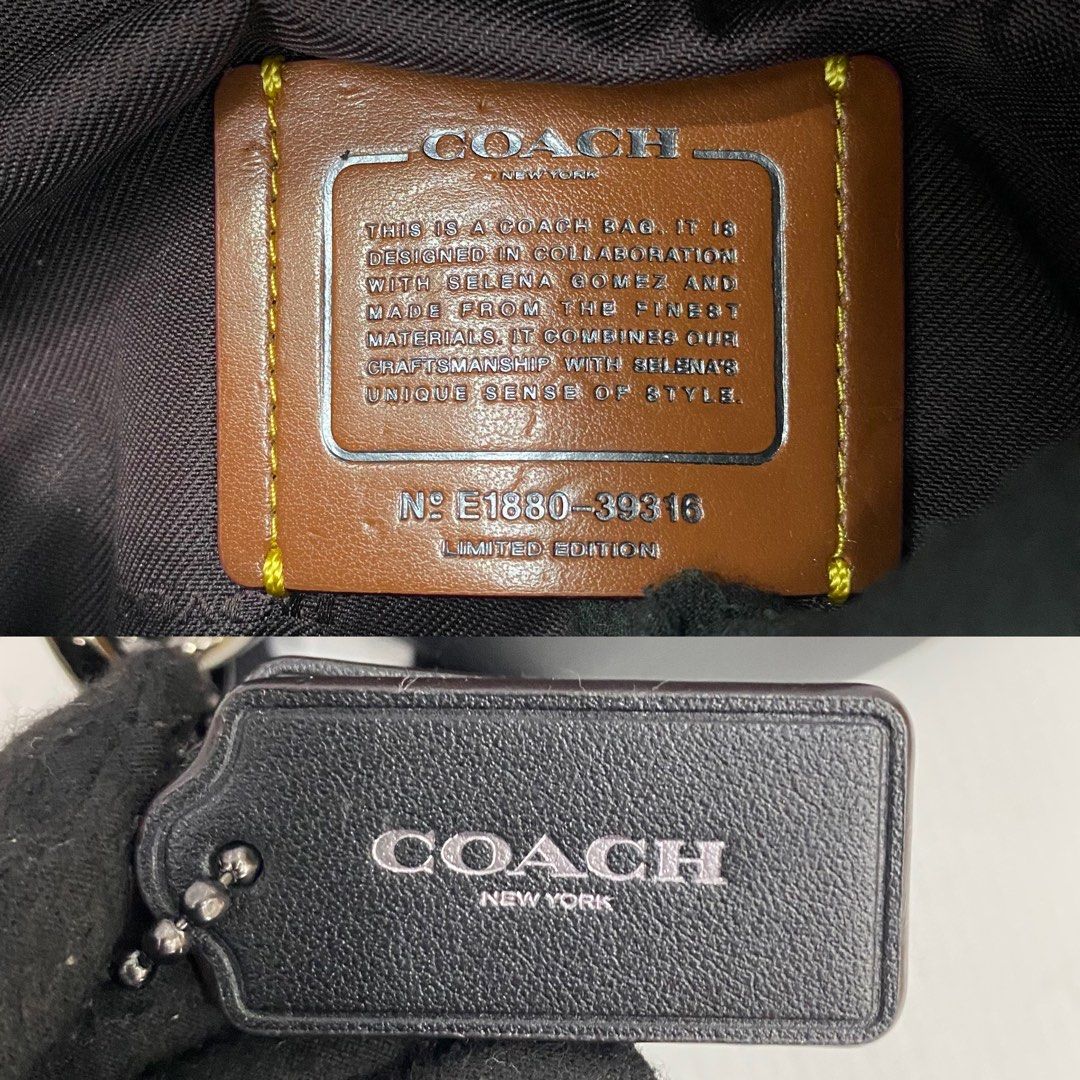 COACH
NEW YORK
THIS IS A COACH BAG. IT IS
DESIGNED IN COLLABORATION
WITH SELENA GOMEZ AND
MADE FROM THE FINEST
MATERIALS. IT COMBINES OUR
CRAFTSMANSHIP WITH SELENA'S
UNIQUE SENSE OF STYLE.
Nº E1880-39316
LIMITED EDITION
COACH
NEW YORK